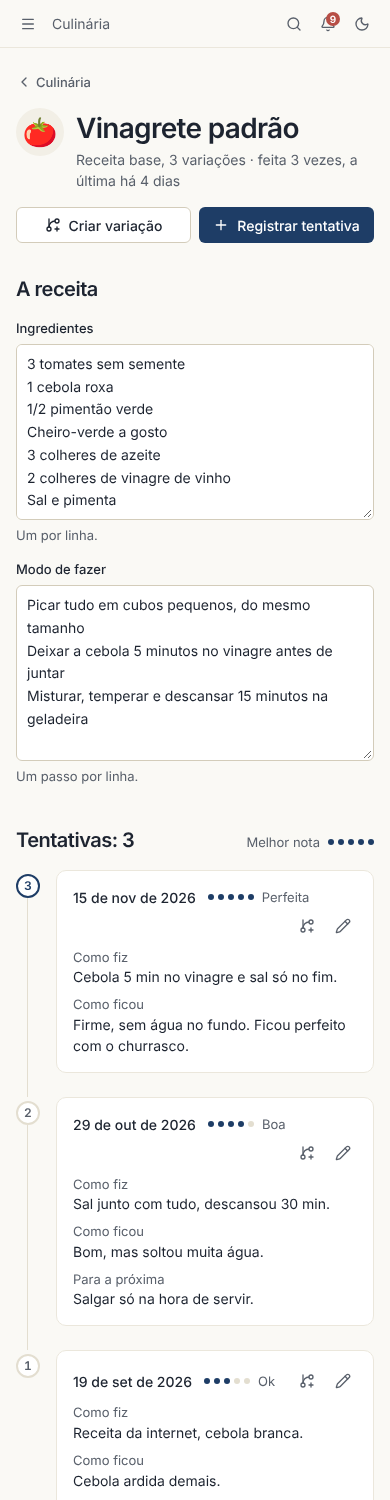 Culinária
9
Culinária
Vinagrete padrão
Receita base, 3 variações · feita 3 vezes, a
última há 4 dias
Criar variação
Registrar tentativa
A receita
Ingredientes
3 tomates sem semente
1 cebola roxa
1/2 pimentão verde
Cheiro-verde a gosto
3 colheres de azeite
2 colheres de vinagre de vinho
Sal e pimenta
Um por linha.
Modo de fazer
Picar tudo em cubos pequenos, do mesmo
tamanho
Deixar a cebola 5 minutos no vinagre antes de
juntar
Misturar, temperar e descansar 15 minutos na
geladeira
Um passo por linha.
Tentativas: 3
Melhor nota
3
15 de nov de 2026
Perfeita
Como fiz
Cebola 5 min no vinagre e sal só no fim.
Como ficou
Firme, sem água no fundo. Ficou perfeito
com o churrasco.
2
29 de out de 2026
Boa
Como fiz
Sal junto com tudo, descansou 30 min.
Como ficou
Bom, mas soltou muita água.
Para a próxima
Salgar só na hora de servir.
1
19 de set de 2026
Ok
Como fiz
Receita da internet, cebola branca.
Como ficou
Cebola ardida demais.